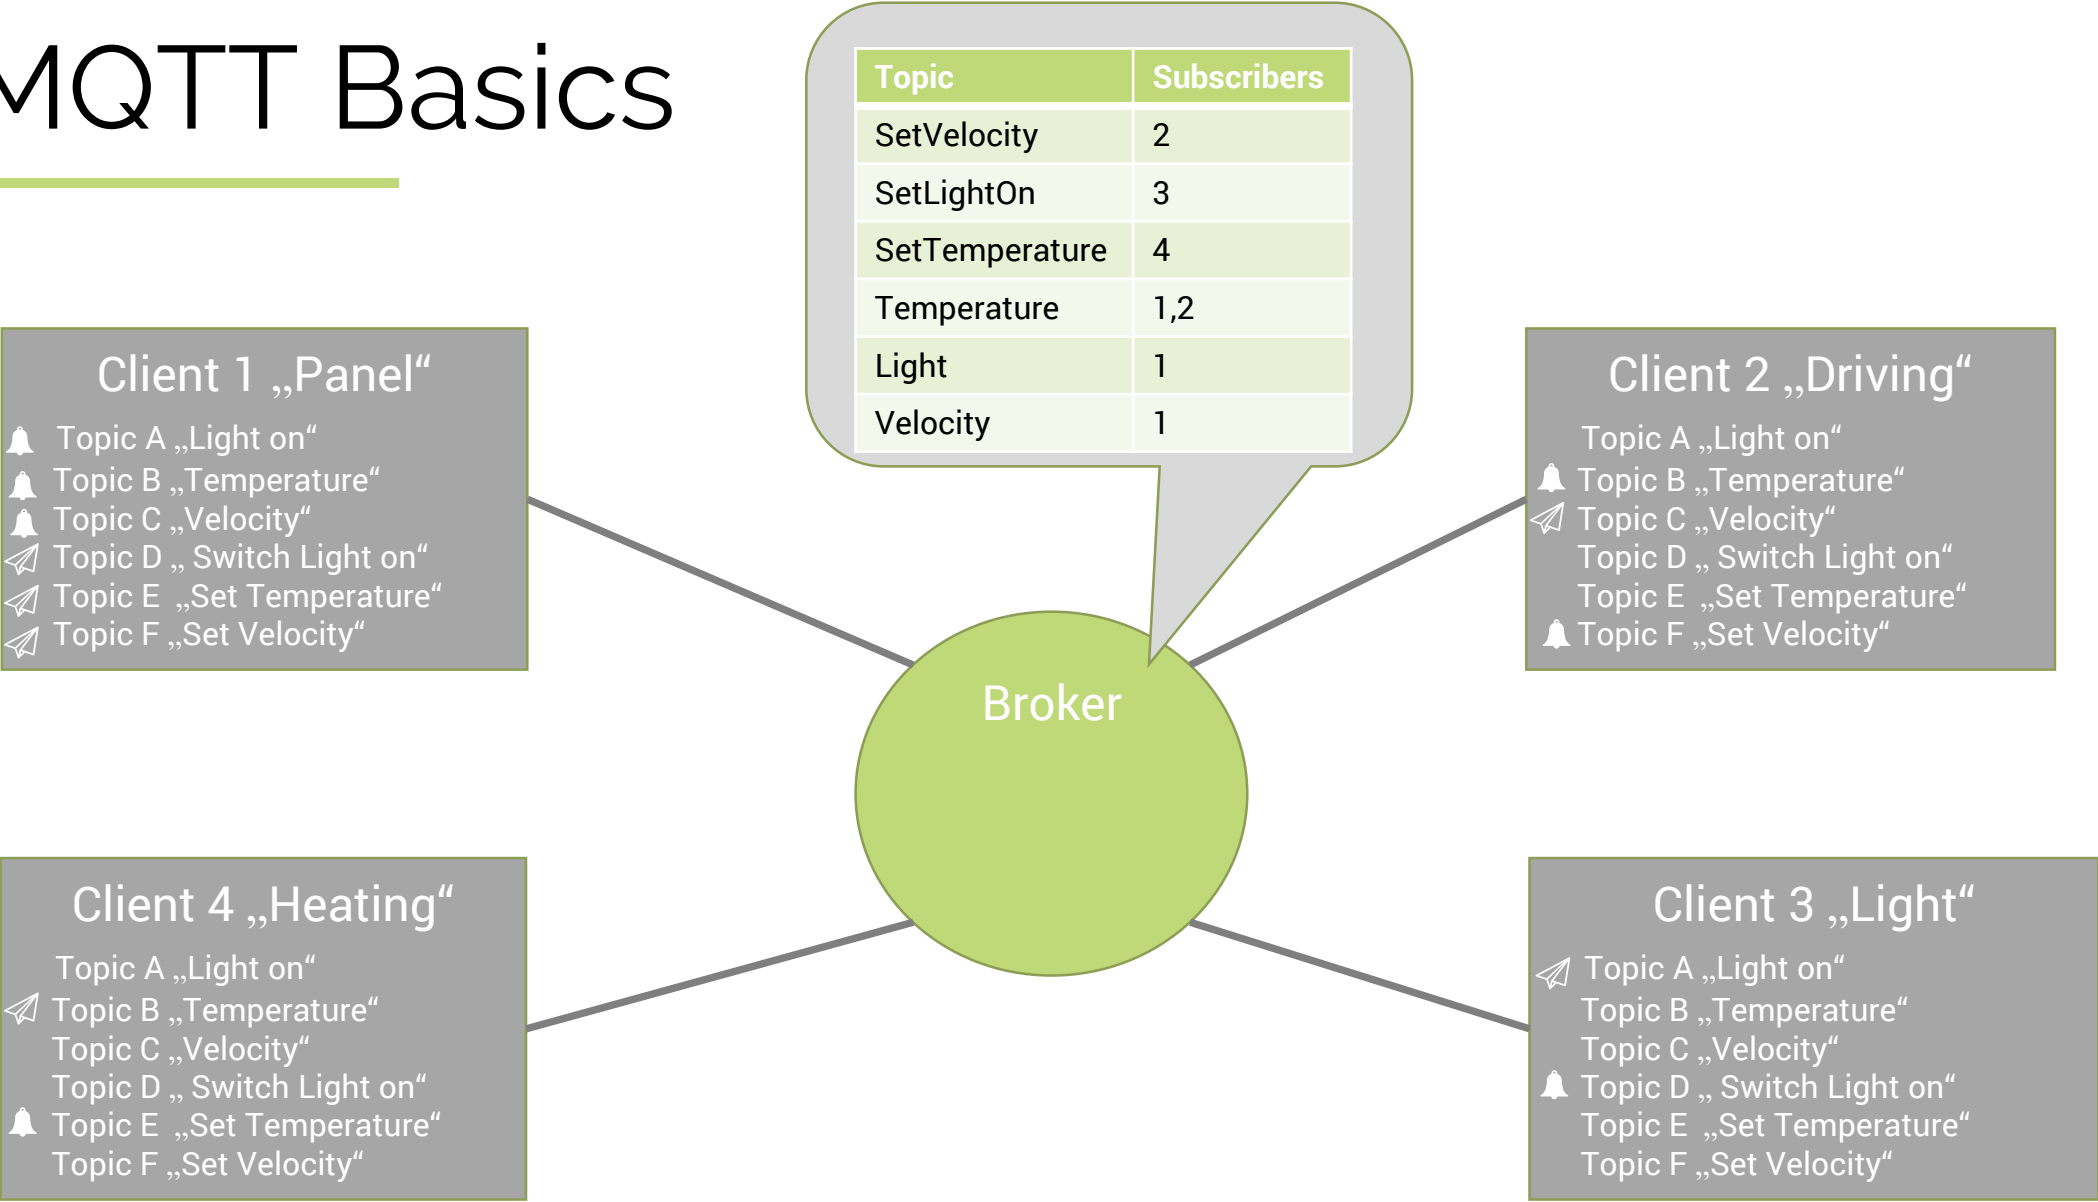 MQTT Basics
Topic Subscribers
SetVelocity 2
SetLightOn 3
SetTemperature 4
Temperature 1,2
Light 1
Velocity 1
Client 1 „Panel“
Topic A „Light on“
Topic B „Temperature“
Topic C „Velocity“
Topic D „ Switch Light on“
Topic E „Set Temperature“
Topic F „Set Velocity“
Client 2 „Driving“
Topic A „Light on“
Topic B „Temperature“
Topic C „Velocity“
Topic D „ Switch Light on“
Topic E „Set Temperature“
Topic F „Set Velocity“
Broker
Client 4 „Heating“
Topic A „Light on“
Topic B „Temperature“
Topic C „Velocity“
Topic D „ Switch Light on“
Topic E „Set Temperature“
Topic F „Set Velocity“
Client 3 „Light“
Topic A „Light on“
Topic B „Temperature“
Topic C „Velocity“
Topic D „ Switch Light on“
Topic E „Set Temperature“
Topic F „Set Velocity“